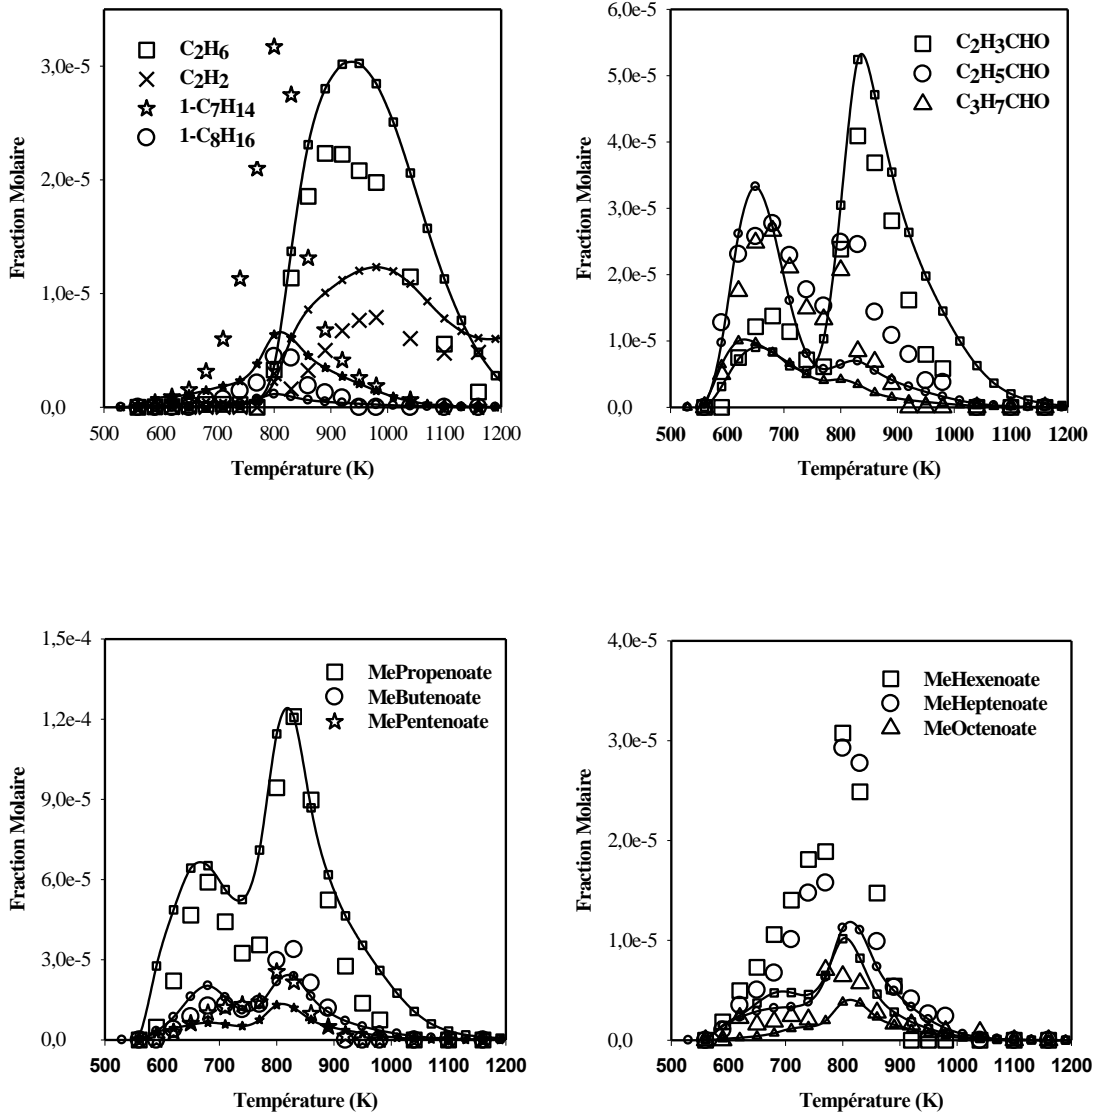 C2H6
C2H2
1-C7H14
1-C8H16
3,0e-5
2,0e-5
1,0e-5
0,0
Fraction Molaire
500 600 700 800 900 1000 1100 1200
Température (K)
C2H3CHO
C2H5CHO
C3H7CHO
6,0e-5
5,0e-5
4,0e-5
3,0e-5
2,0e-5
1,0e-5
0,0
Fraction Molaire
500 600 700 800 900 1000 1100 1200
Température (K)
MePropenoate
MeButenoate
MePentenoate
1,5e-4
1,2e-4
9,0e-5
6,0e-5
3,0e-5
0,0
Fraction Molaire
500 600 700 800 900 1000 1100 1200
Température (K)
MeHexenoate
MeHeptenoate
MeOctenoate
4,0e-5
3,0e-5
2,0e-5
1,0e-5
0,0
Fraction Molaire
500 600 700 800 900 1000 1100 1200
Température (K)